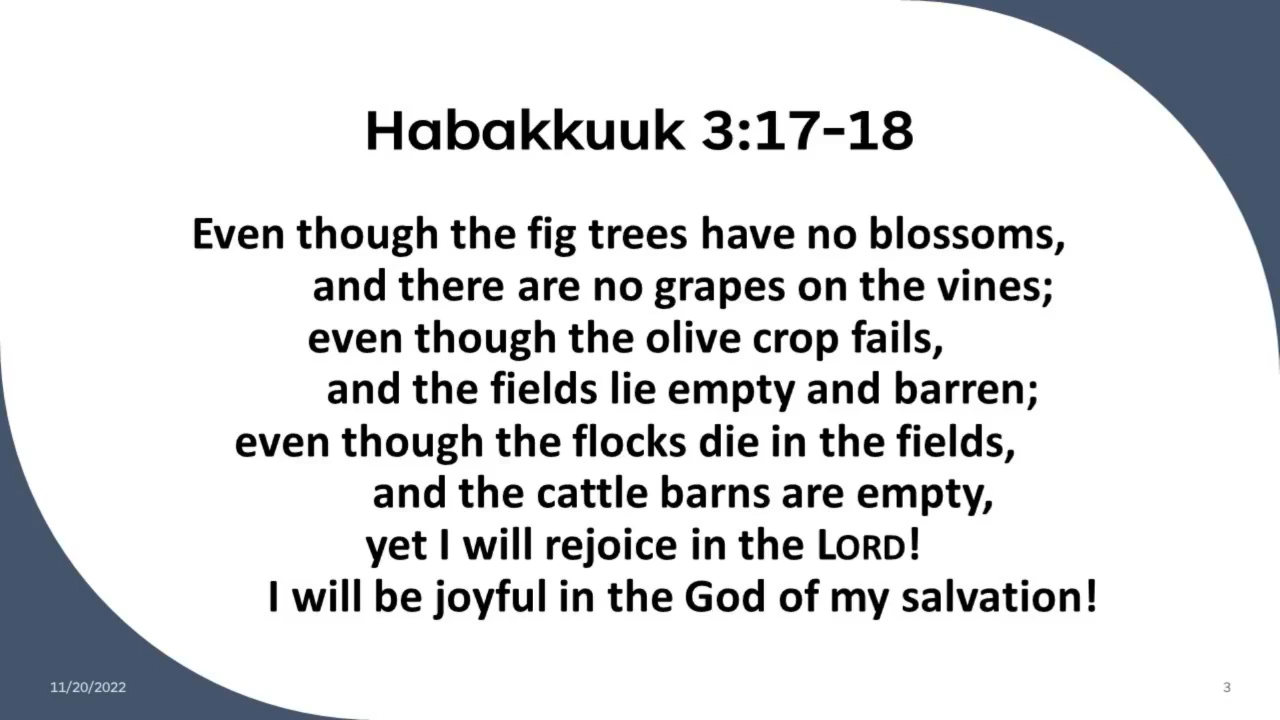 Habakkuuk 3:17-18
Even though the fig trees have no blossoms,
and there are no grapes on the vines;
even though the olive crop fails,
and the fields lie empty and barren;
even though the flocks die in the fields,
and the cattle barns are empty,
yet I will rejoice in the LORD!
I will be joyful in the God of my salvation!
11/20/2022
3